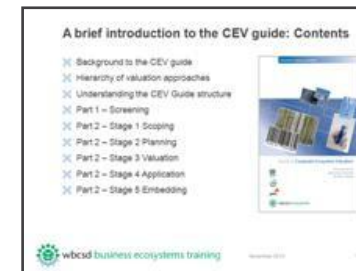 A brief introduction to the CEV guide: Contents
Background to the CEV guide
Hierarchy of valuation approaches
Understanding the CEV Guide structure
Part 1 – Screening
Part 2 – Stage 1 Scoping
Part 2 – Stage 2 Planning
Part 2 – Stage 3 Valuation
Part 2 – Stage 4 Application
Part 2 – Stage 5 Embedding
wbcsd business ecosystems training